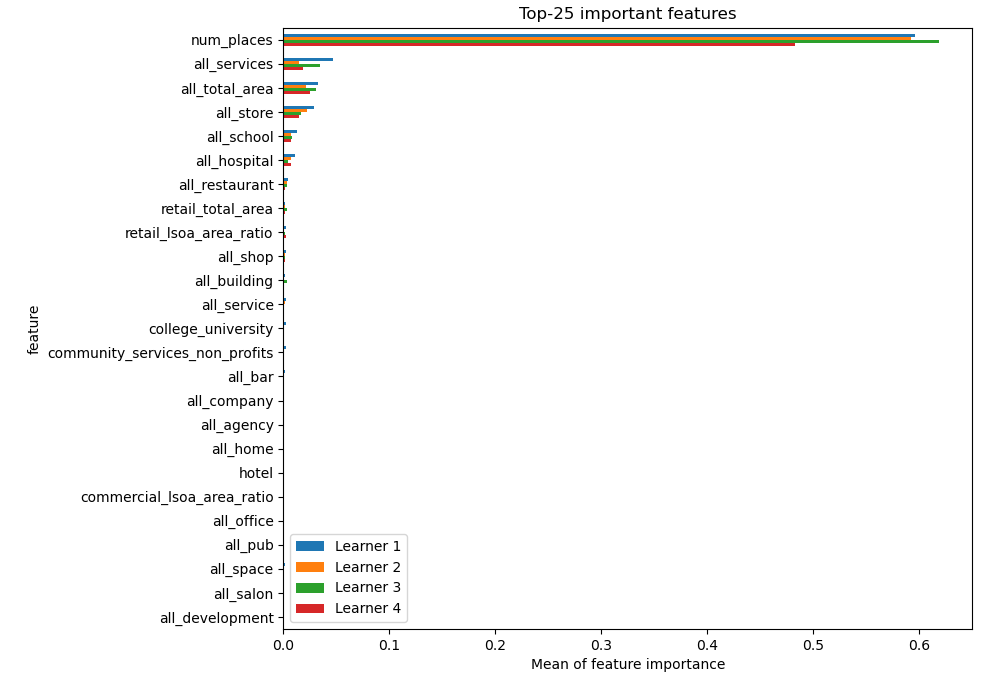 Top-25 important features
num_places
all_services
all_total_area
all_store
all_school
all_hospital
all_restaurant
retail_total_area
retail_lsoa_area_ratio
all_shop
all_building
all_service
college_university
community_services_non_profits
all_bar
all_company
all_agency
all_home
hotel
commercial_lsoa_area_ratio
all_office
all_pub
all_space
all_salon
all_development
feature
Learner 1
Learner 2
Learner 3
Learner 4
0.0 0.1 0.2 0.3 0.4 0.5 0.6
Mean of feature importance